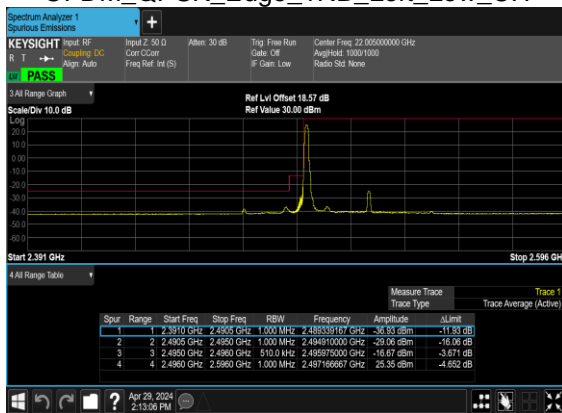 Spectrum Analyzer 1
Spurious Emissions
KEYSIGHT Input: RF Input Z: 50 Ω Atten: 30 dB Trig: Free Run Center Freq: 22.005000000 GHz
R T Coupling: DC Corr CCorr Gate: Off Avg|Hold: 1000/1000
Align: Auto Freq Ref: Int (S) IF Gain: Low Radio Std: None
PASS
3 All Range Graph
Ref Lvl Offset 18.57 dB
Scale/Div 10.0 dB Ref Value 30.00 dBm
Log
20.0
10.0
0.00
-10.0
-20.0
-30.0
-40.0
-50.0
-60.0
Start 2.391 GHz Stop 2.596 GH
4 All Range Table
Measure Trace Trace 1
Trace Type Trace Average (Active)
Spur Range Start Freq Stop Freq RBW Frequency Amplitude ΔLimit
1 1 2.3910 GHz 2.4905 GHz 1.000 MHz 2.489339167 GHz -36.93 dBm -11.93 dB
2 2 2.4905 GHz 2.4950 GHz 1.000 MHz 2.494910000 GHz -29.06 dBm -16.06 dB
3 3 2.4950 GHz 2.4960 GHz 510.0 kHz 2.495975000 GHz -16.67 dBm -3.671 dB
4 4 2.4960 GHz 2.5960 GHz 1.000 MHz 2.497166667 GHz 25.35 dBm -4.652 dB
? Apr 29, 2024
2:13:06 PM